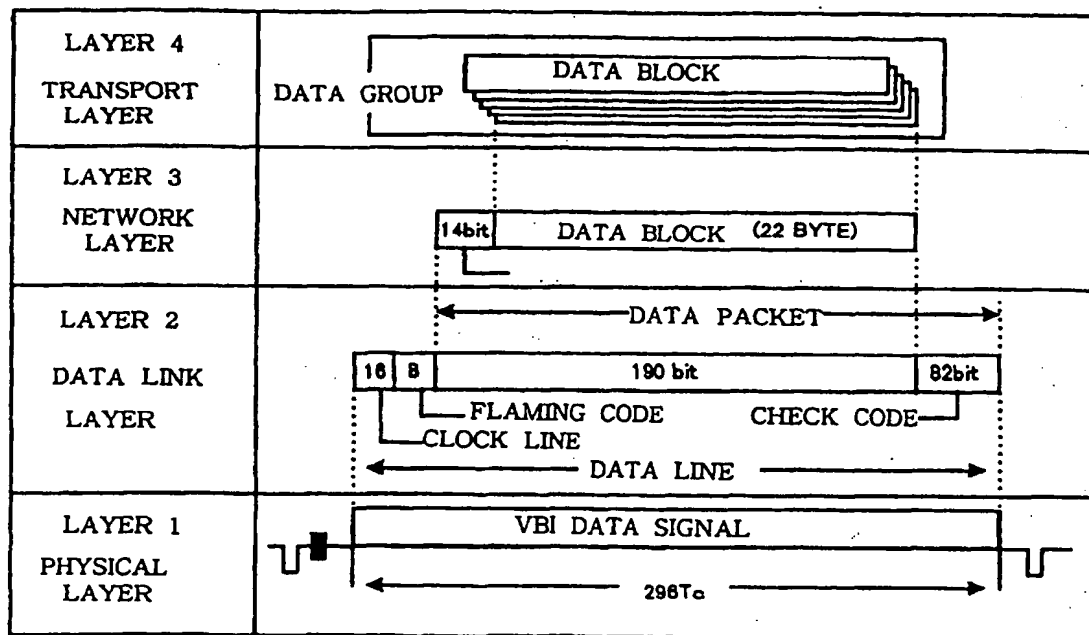 LAYER 4
TRANSPORT
LAYER
DATA GROUP
DATA BLOCK
LAYER 3
NETWORK
LAYER
14bit
DATA BLOCK (22 BYTE)
LAYER 2
DATA LINK
LAYER
DATA PACKET
16
8
190 bit
82bit
FLAMING CODE
CHECK CODE
CLOCK LINE
DATA LINE
LAYER 1
PHYSICAL
LAYER
VBI DATA SIGNAL
296Tc